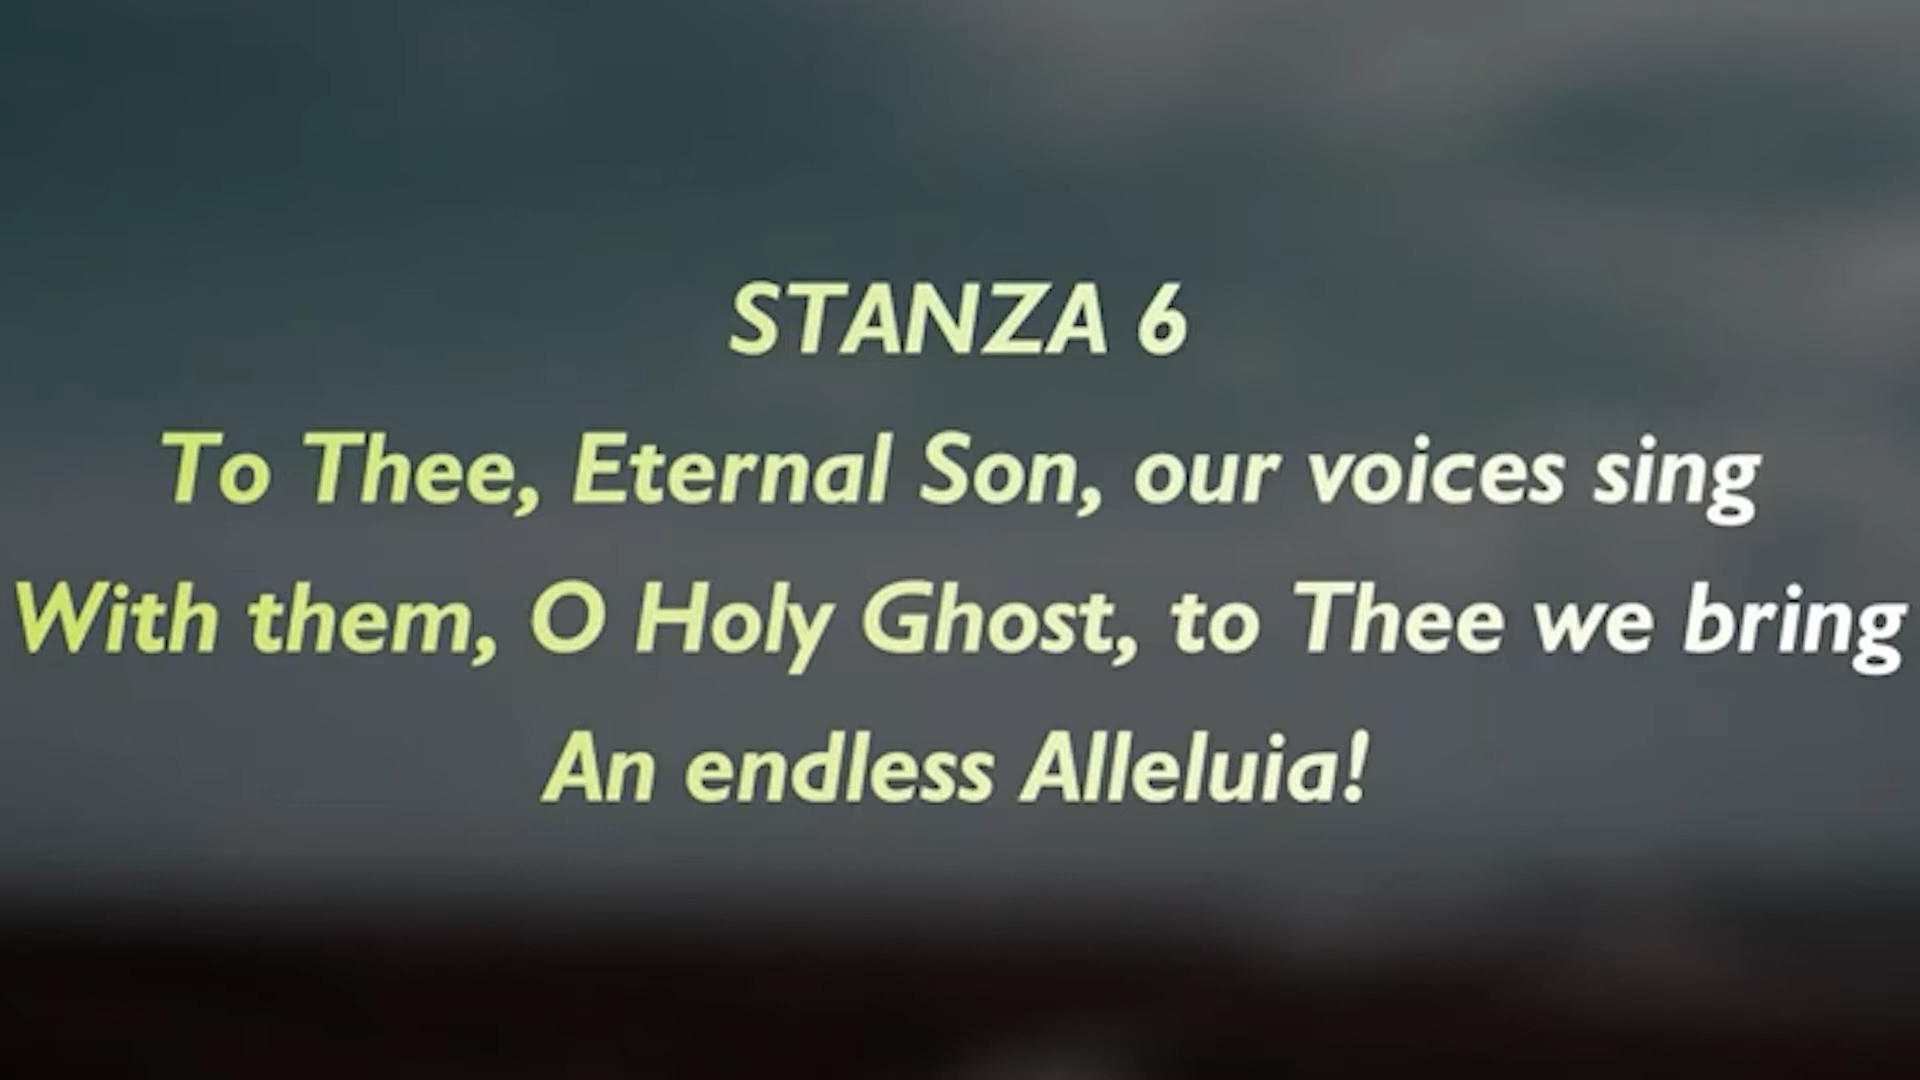 STANZA 6
To Thee, Eternal Son, our voices sing
With them, O Holy Ghost, to Thee we bring
An endless Alleluia!